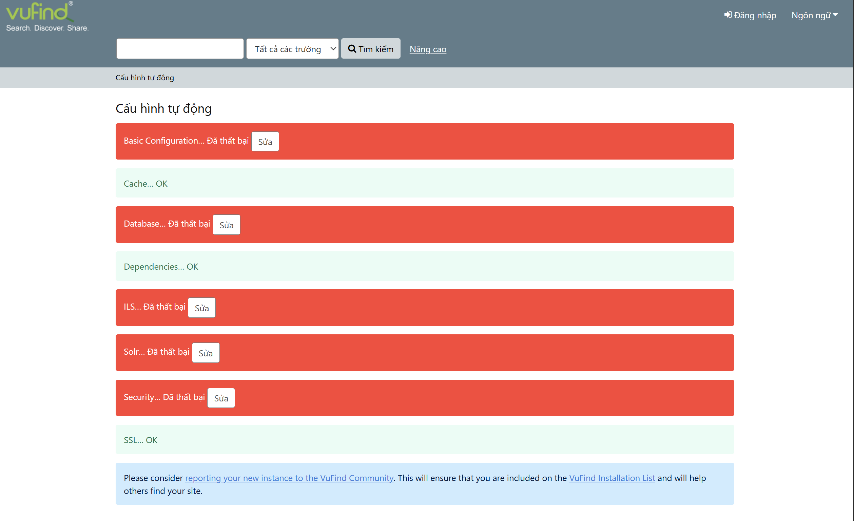 vufind®
Search. Discover. Share.
Đăng nhập Ngôn ngữ
Tất cả các trường Tìm kiếm Nâng cao
Cấu hình tự động
Cấu hình tự động
Basic Configuration... Đã thất bại Sửa
Cache... OK
Database... Đã thất bại Sửa
Dependencies... OK
ILS... Đã thất bại Sửa
Solr... Đã thất bại Sửa
Security... Đã thất bại Sửa
SSL... OK
Please consider reporting your new instance to the VuFind Community. This will ensure that you are included on the VuFind Installation List and will help
others find your site.